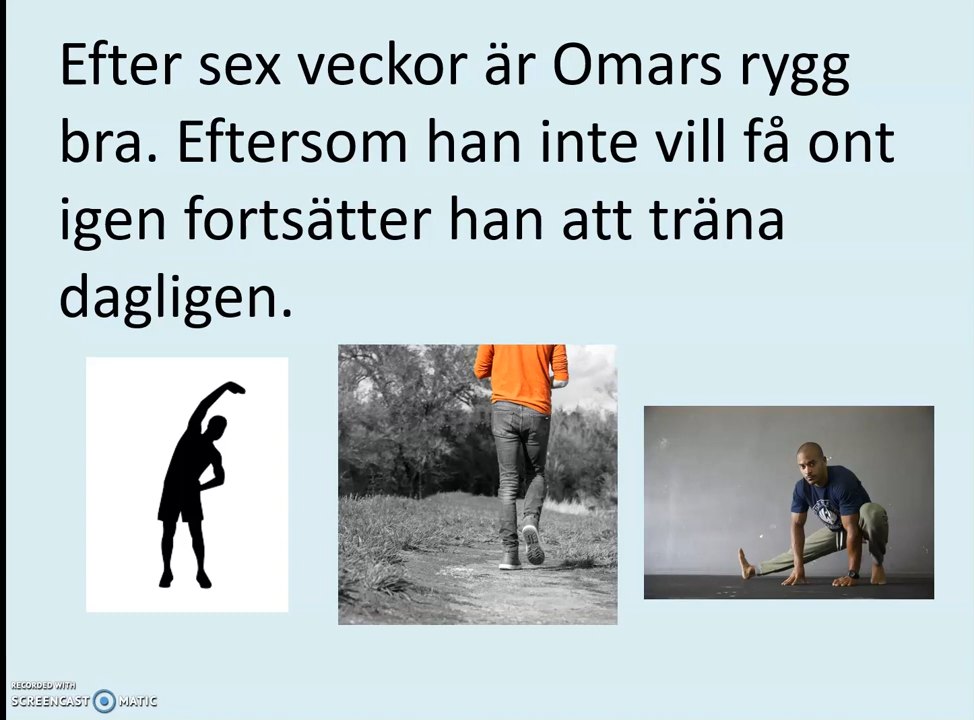 Efter sex veckor är Omars rygg
bra. Eftersom han inte vill få ont
igen fortsätter han att träna
dagligen.
RECORDED WITH
SCREENCAST MATIC